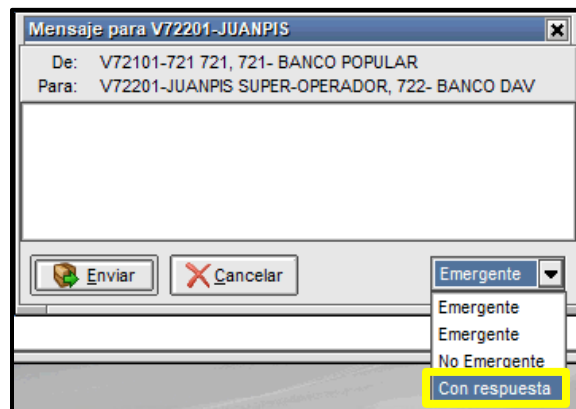 Mensaje para V72201-JUANPIS
De: V72101-721 721, 721- BANCO POPULAR
Para: V72201-JUANPIS SUPER-OPERADOR, 722- BANCO DAV
Enviar Cancelar Emergente
Emergente
Emergente
No Emergente
Con respuesta